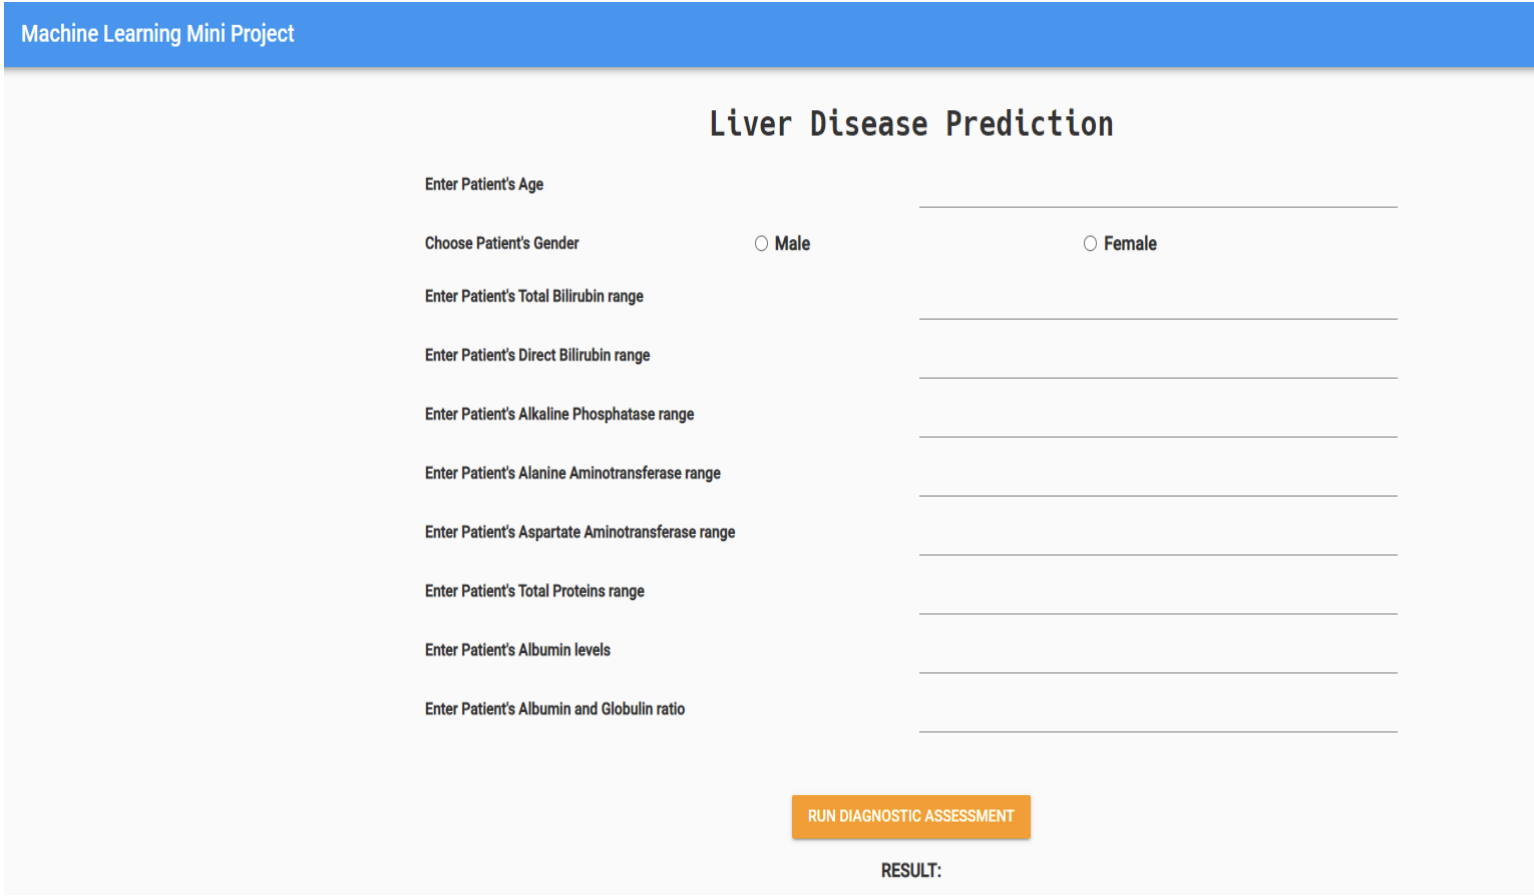 Machine Learning Mini Project
Liver Disease Prediction
Enter Patient's Age
Choose Patient's Gender Male Female
Enter Patient's Total Bilirubin range
Enter Patient's Direct Bilirubin range
Enter Patient's Alkaline Phosphatase range
Enter Patient's Alanine Aminotransferase range
Enter Patient's Aspartate Aminotransferase range
Enter Patient's Total Proteins range
Enter Patient's Albumin levels
Enter Patient's Albumin and Globulin ratio
RUN DIAGNOSTIC ASSESSMENT
RESULT: